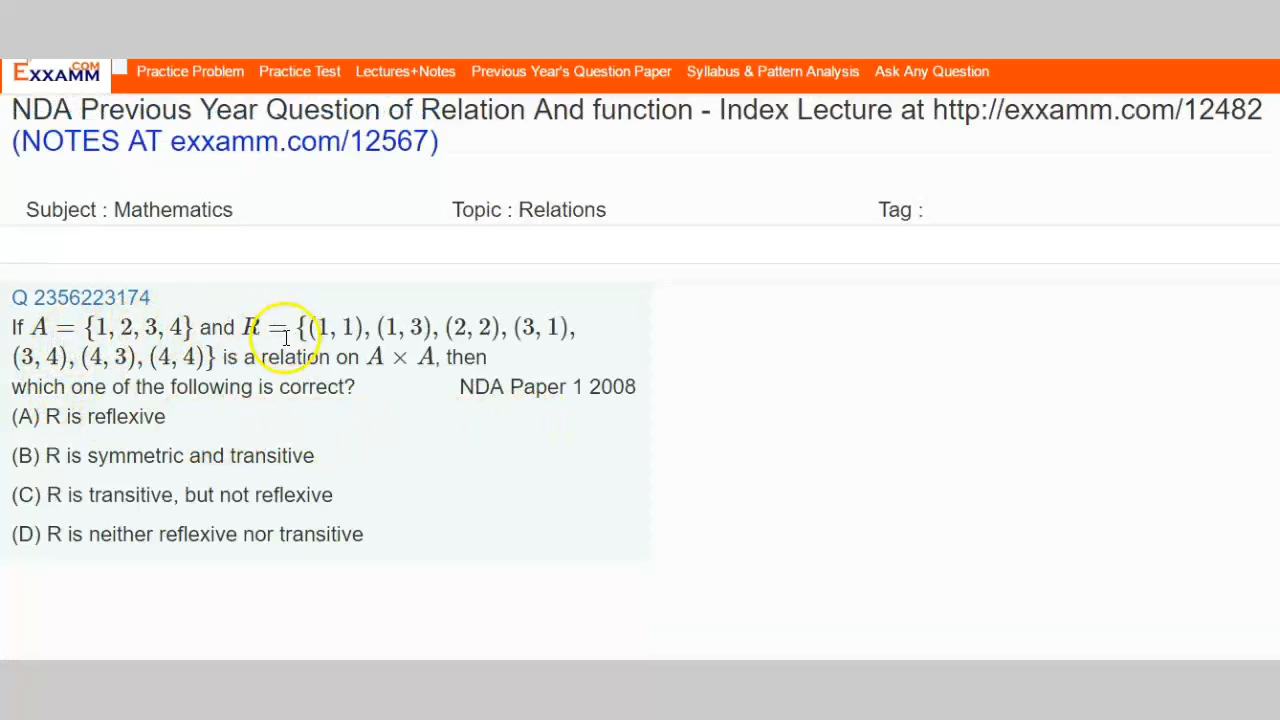 EXXAMM .COM Practice Problem Practice Test Lectures+Notes Previous Year's Question Paper Syllabus & Pattern Analysis Ask Any Question
NDA Previous Year Question of Relation And function - Index Lecture at http://exxamm.com/12482
(NOTES AT exxamm.com/12567)
Subject : Mathematics Topic : Relations Tag :
Q 2356223174
If A = {1, 2, 3, 4} and R = {(1, 1), (1, 3), (2, 2), (3, 1),
(3, 4), (4, 3), (4, 4)} is a relation on A × A, then
which one of the following is correct? NDA Paper 1 2008
(A) R is reflexive
(B) R is symmetric and transitive
(C) R is transitive, but not reflexive
(D) R is neither reflexive nor transitive